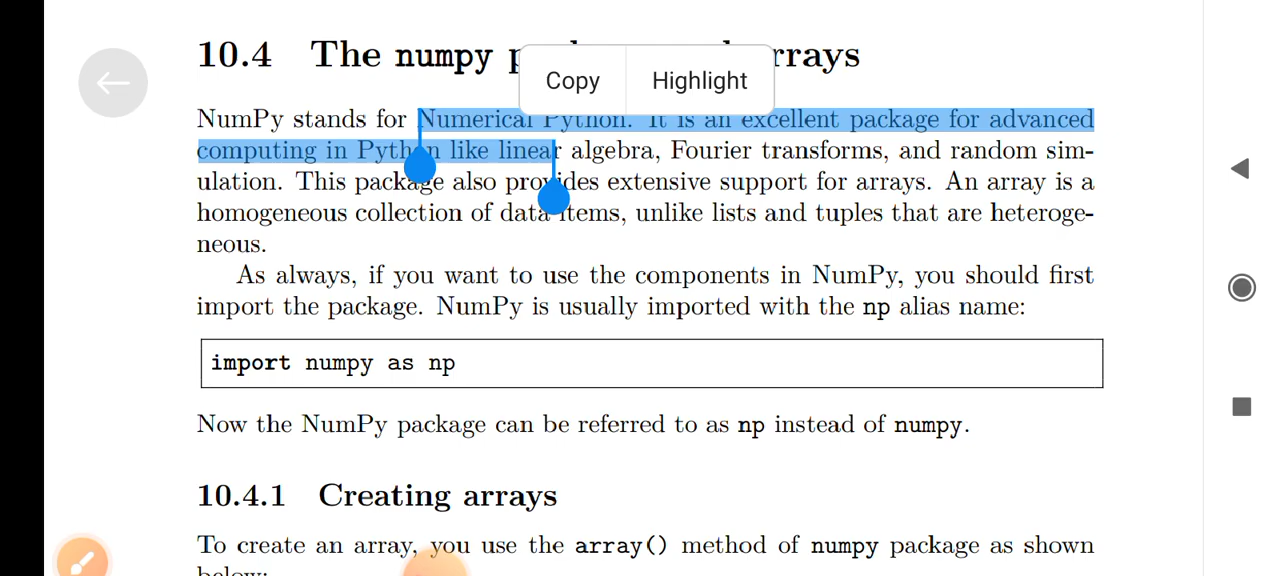 10.4 The numpy p rrays
Copy Highlight
NumPy stands for Numerical Python. It is an excellent package for advanced
computing in Python like linear algebra, Fourier transforms, and random sim-
ulation. This package also provides extensive support for arrays. An array is a
homogeneous collection of data items, unlike lists and tuples that are heteroge-
neous.
As always, if you want to use the components in NumPy, you should first
import the package. NumPy is usually imported with the np alias name:
import numpy as np
Now the NumPy package can be referred to as np instead of numpy.
10.4.1 Creating arrays
To create an array, you use the array() method of numpy package as shown
below: